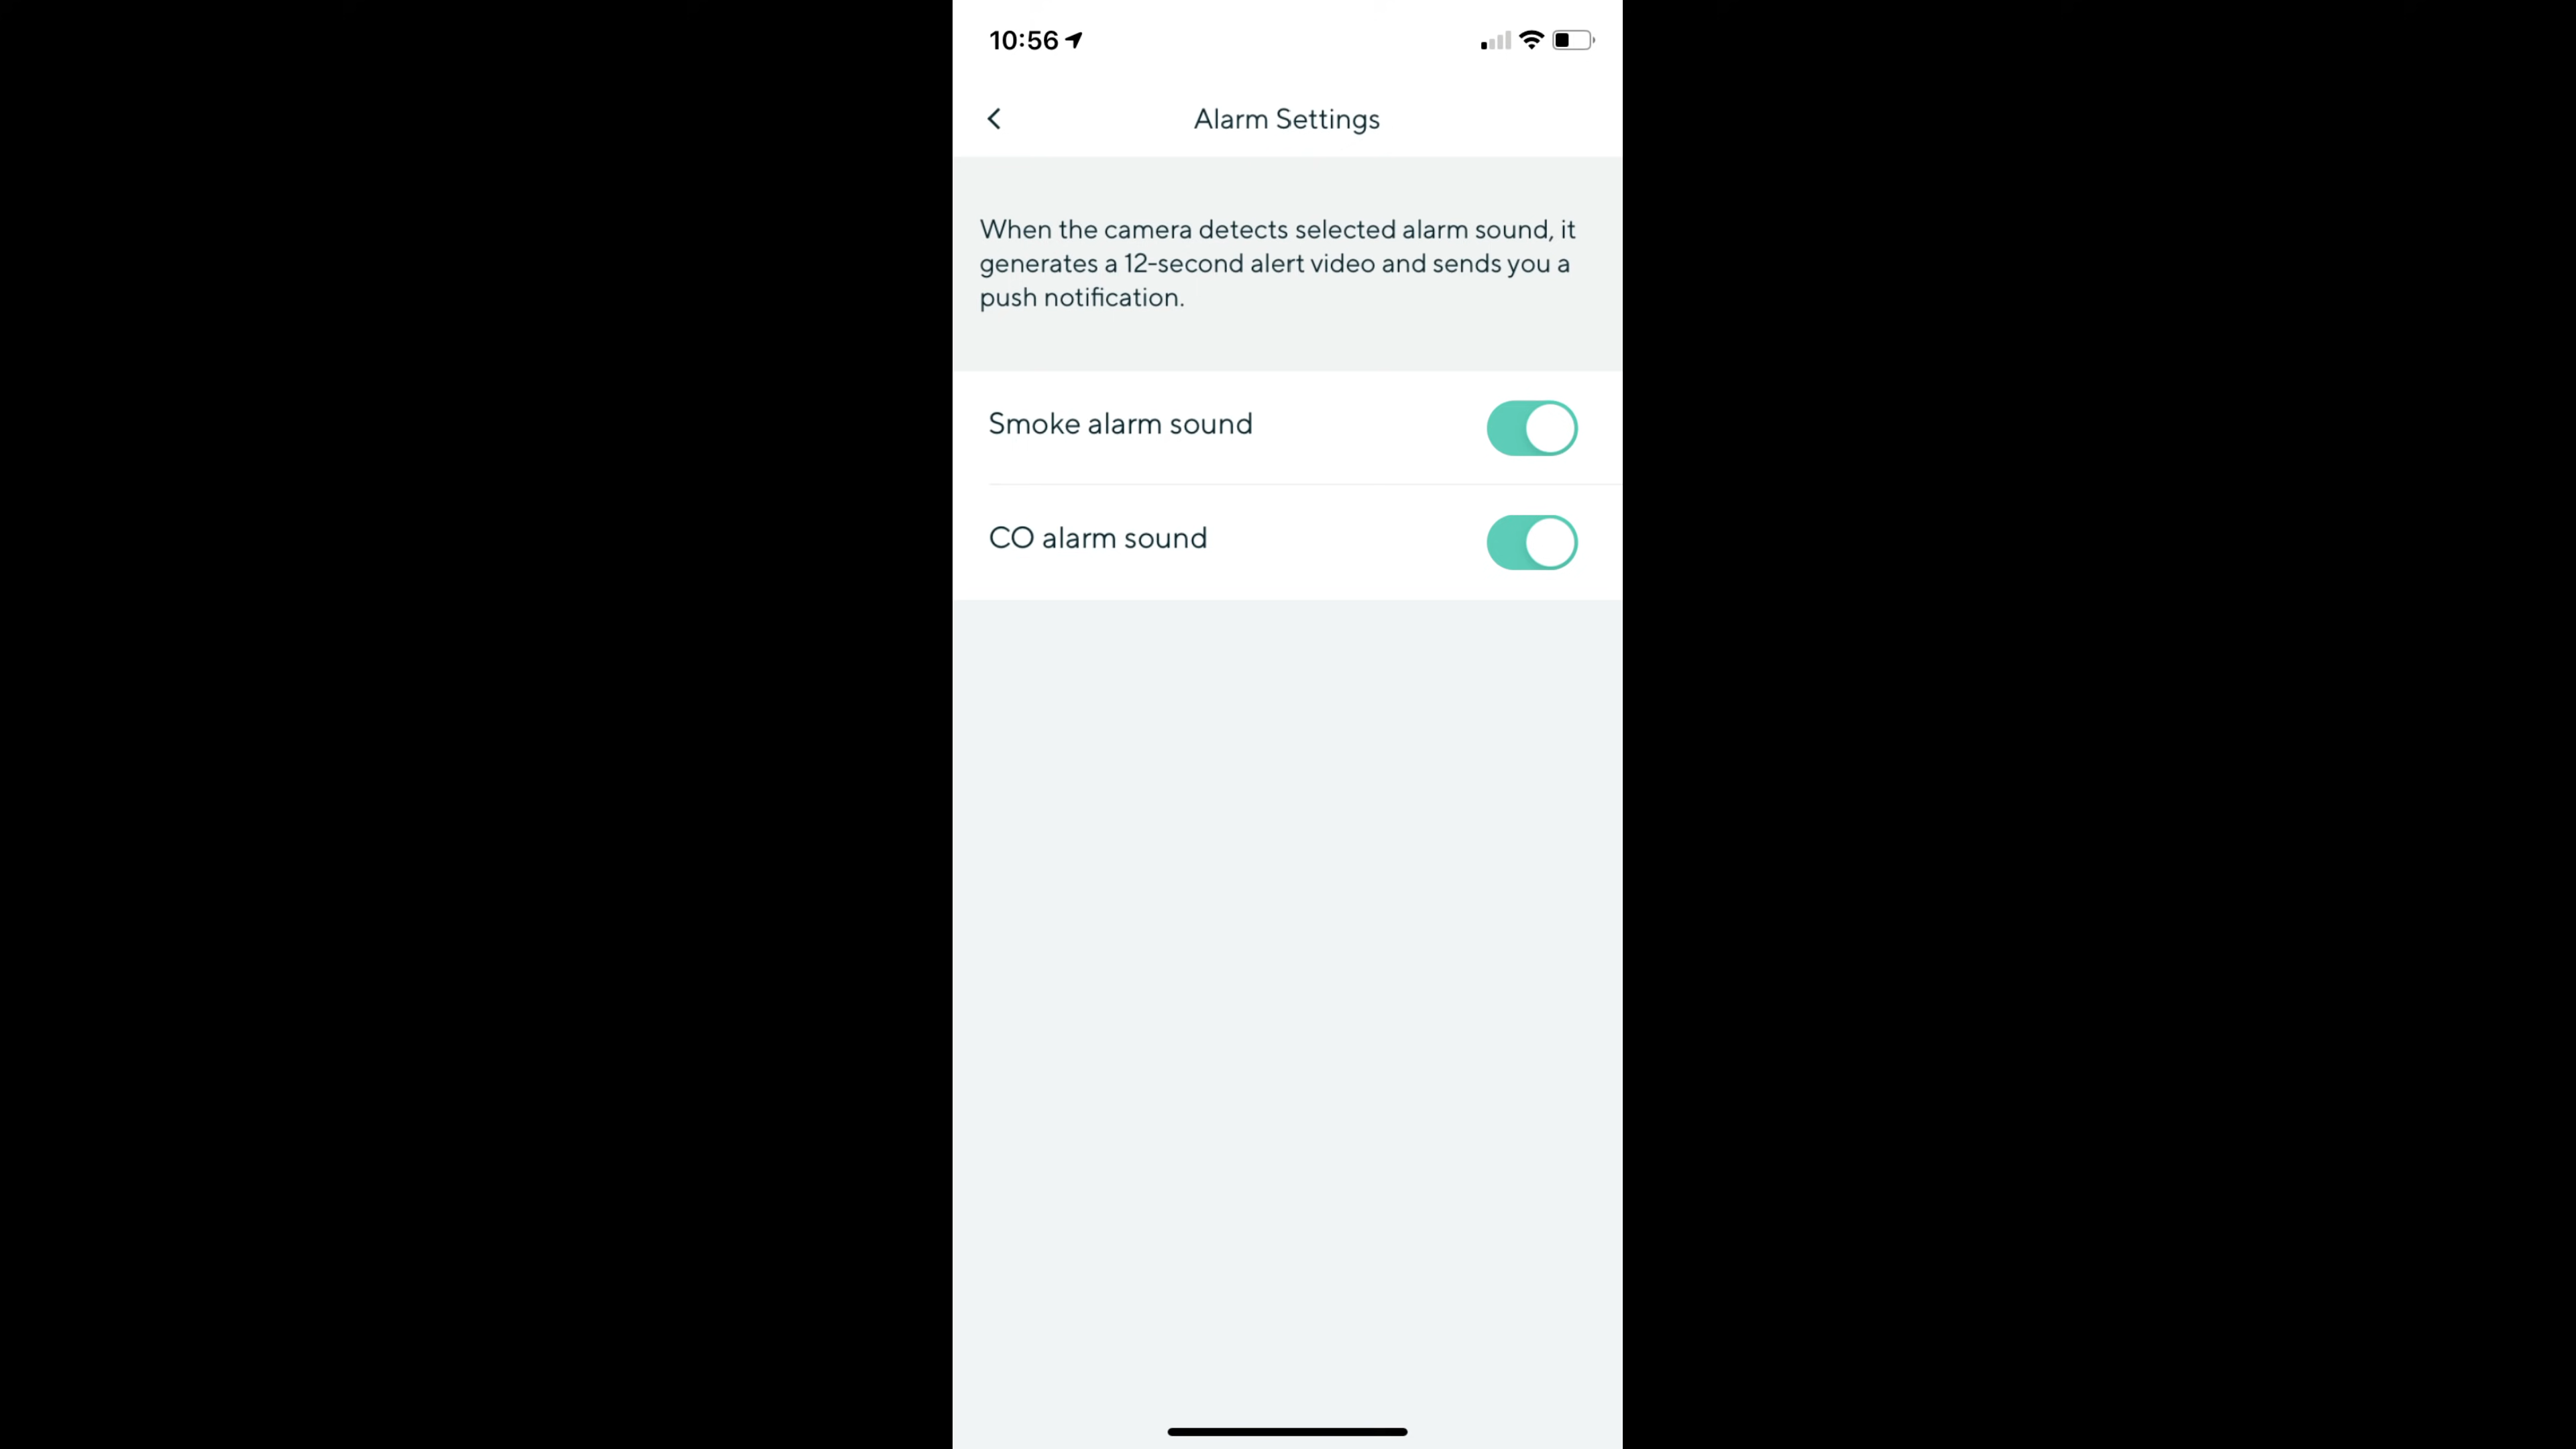 10:56
Alarm Settings
When the camera detects selected alarm sound, it
generates a 12-second alert video and sends you a
push notification.
Smoke alarm sound
CO alarm sound